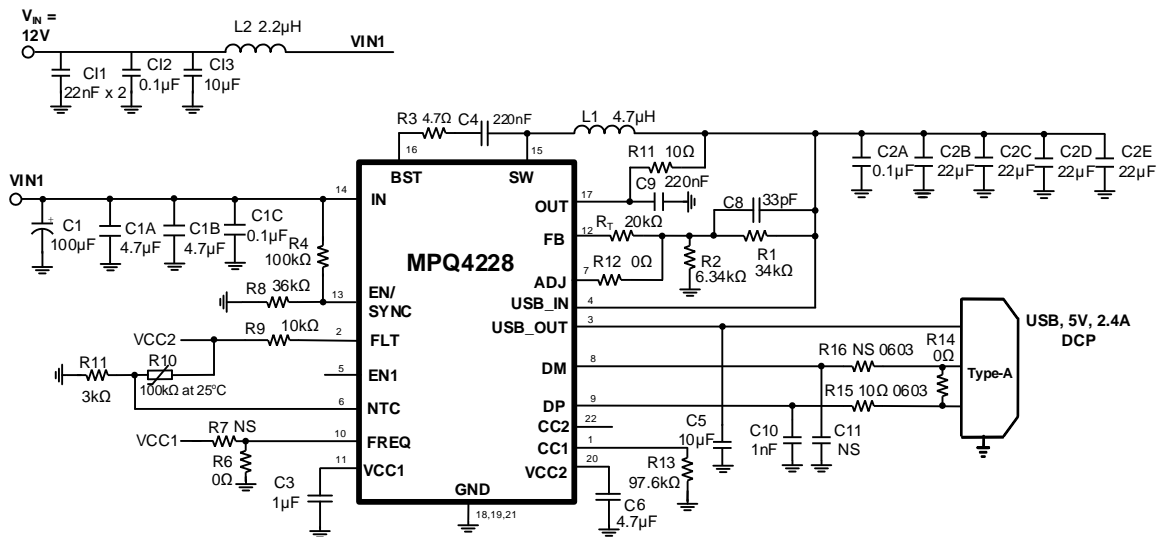 V_IN =
12V
L2 2.2µH
VIN1
CI1
22nF x 2
CI2
0.1µF
CI3
10µF
R3 4.7Ω
C4 220nF
L1 4.7µH
16
15
BST
SW
R11 10Ω
C9 220nF
C2A
0.1µF
C2B
22µF
C2C
22µF
C2D
22µF
C2E
22µF
VIN1
14
IN
17
OUT
C1
+
100µF
C1A
4.7µF
C1B
4.7µF
C1C
0.1µF
R4
100kΩ
C8 33pF
12
FB
R_T 20kΩ
MPQ4228
R2
6.34kΩ
R1
34kΩ
7
ADJ
R12 0Ω
R8 36kΩ
13
EN/
SYNC
4
USB_IN
3
USB_OUT
USB, 5V, 2.4A
DCP
VCC2
R9 10kΩ
2
FLT
R11
3kΩ
R10
100kΩ at 25°C
5
EN1
8
DM
R16 NS 0603
R14
0Ω
Type-A
6
NTC
9
DP
R15 10Ω 0603
22
CC2
VCC1
R7 NS
10
FREQ
1
CC1
C5
10µF
C10
1nF
C11
NS
R6
0Ω
11
VCC1
20
VCC2
R13
97.6kΩ
C3
1µF
GND
18,19,21
C6
4.7µF